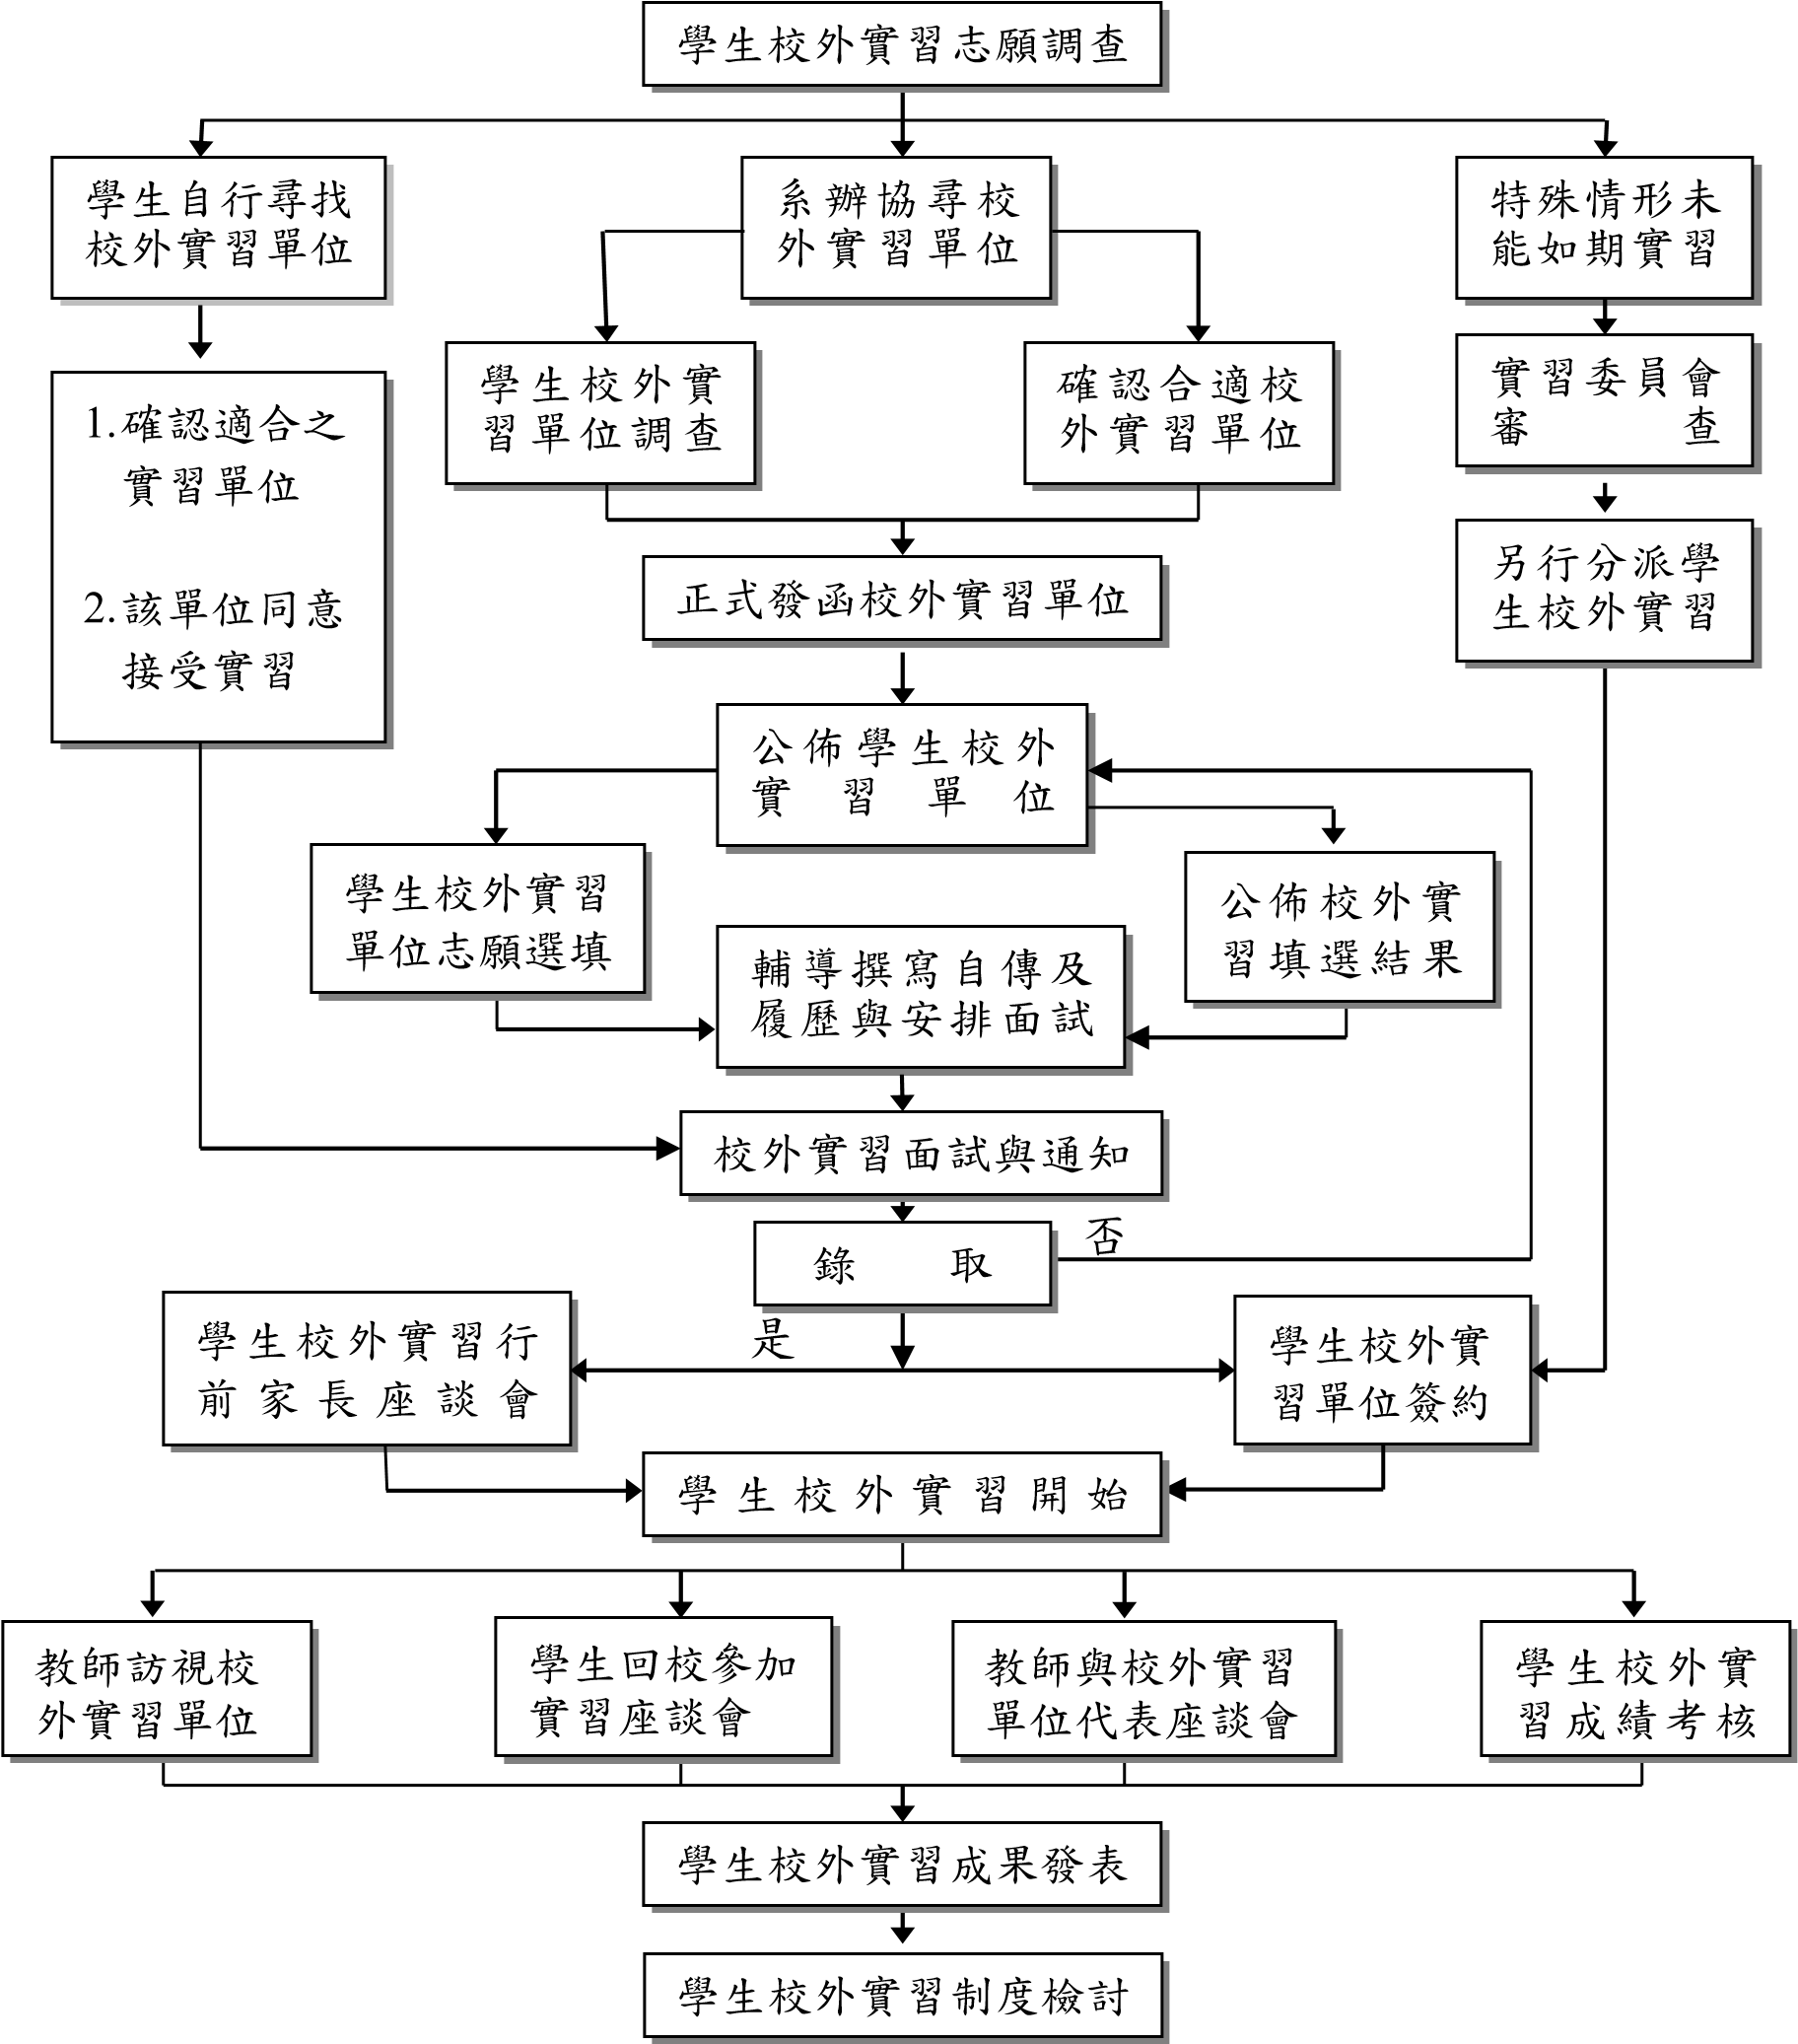 學生校外實習志願調查
學生自行尋找
校外實習單位
系辦協尋校
外實習單位
特殊情形未
能如期實習
1.確認適合之
實習單位
2.該單位同意
接受實習
學生校外實
習單位調查
確認合適校
外實習單位
實習委員會
審查
正式發函校外實習單位
另行分派學
生校外實習
公佈學生校外
實習單位
學生校外實習
單位志願選填
公佈校外實
習填選結果
輔導撰寫自傳及
履歷與安排面試
校外實習面試與通知
錄取
否
是
學生校外實習行
前家長座談會
學生校外實
習單位簽約
學生校外實習開始
教師訪視校
外實習單位
學生回校參加
實習座談會
教師與校外實習
單位代表座談會
學生校外實
習成績考核
學生校外實習成果發表
學生校外實習制度檢討